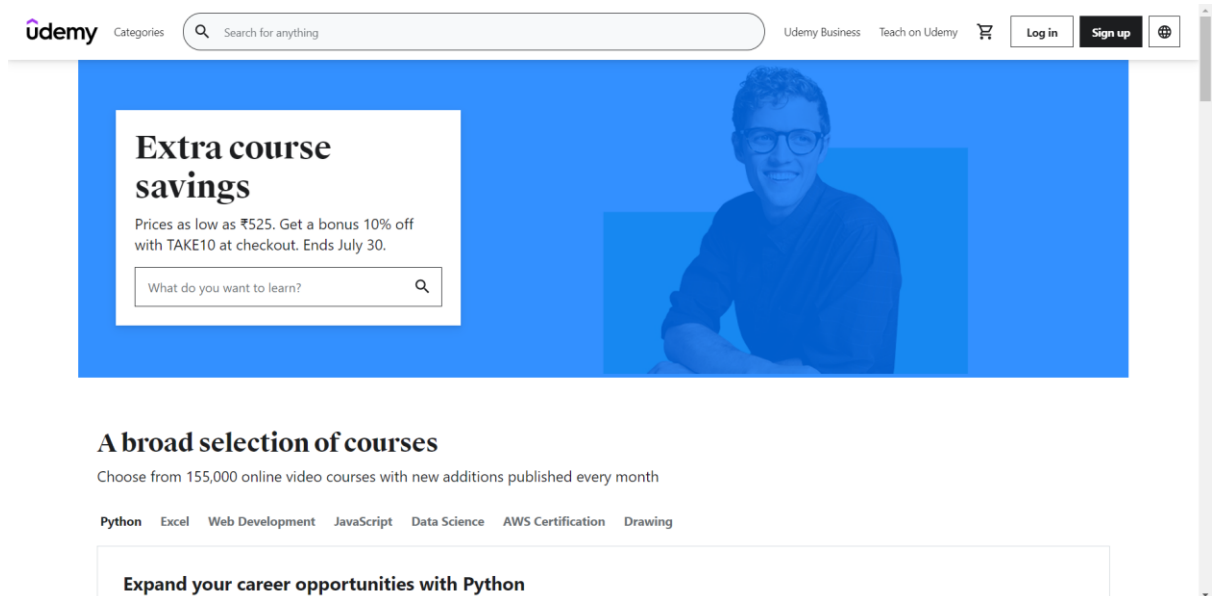 ûdemy Categories Search for anything Udemy Business Teach on Udemy Log in Sign up
Extra course
savings
Prices as low as ₹525. Get a bonus 10% off
with TAKE10 at checkout. Ends July 30.
What do you want to learn?
A broad selection of courses
Choose from 155,000 online video courses with new additions published every month
Python Excel Web Development JavaScript Data Science AWS Certification Drawing
Expand your career opportunities with Python